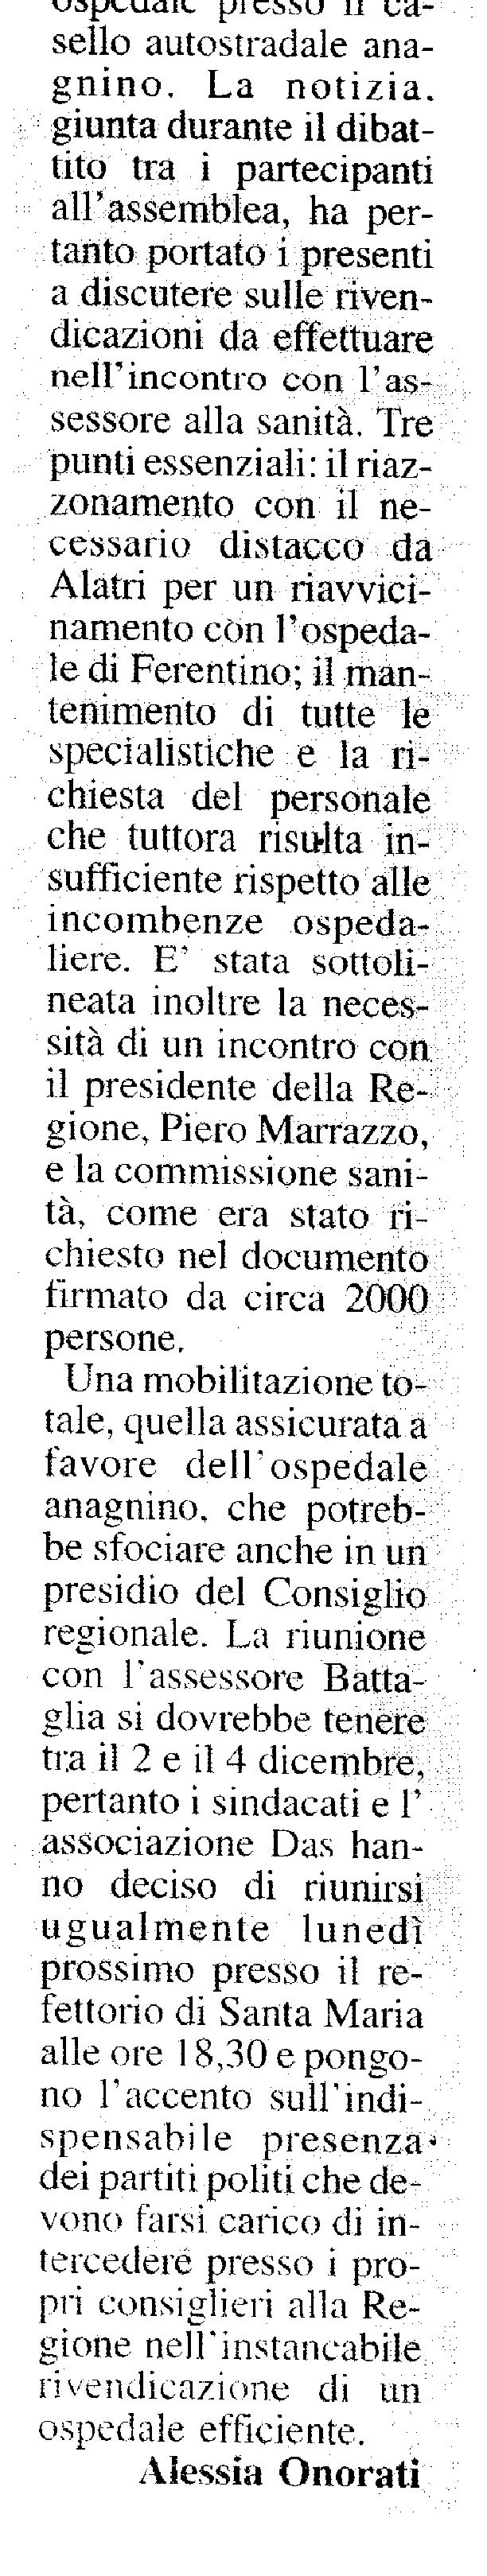 ospedale presso il ca-
sello autostradale ana-
gnino. La notizia.
giunta durante il dibat-
tito tra i partecipanti
all'assemblea, ha per-
tanto portato i presenti
a discutere sulle riven-
dicazioni da effettuare
nell'incontro con l'as-
sessore alla sanità. Tre
punti essenziali: il riaz-
zonamento con il ne-
cessario distacco da
Alatri per un riavvici-
namento con l'ospeda-
le di Ferentino; il man-
tenimento di tutte le
specialistiche e la ri-
chiesta del personale
che tuttora risulta in-
sufficiente rispetto alle
incombenze ospeda-
liere. E' stata sottoli-
neata inoltre la neces-
sità di un incontro con
il presidente della Re-
gione, Piero Marrazzo,
e la commissione sani-
tà, come era stato ri-
chiesto nel documento
firmato da circa 2000
persone.
Una mobilitazione to-
tale, quella assicurata a
favore dell'ospedale
anagnino. che potreb-
be sfociare anche in un
presidio del Consiglio
regionale. La riunione
con l'assessore Batta-
glia si dovrebbe tenere
tra il 2 e il 4 dicembre,
pertanto i sindacati e l'
associazione Das han-
no deciso di riunirsi
ugualmente lunedì
prossimo presso il re-
fettorio di Santa Maria
alle ore 18,30 e pongo-
no l'accento sull'indi-
spensabile presenza
dei partiti politi che de-
vono farsi carico di in-
tercedere presso i pro-
pri consiglieri alla Re-
gione nell'instancabile
rivendicazione di un
ospedale efficiente.
Alessia Onorati